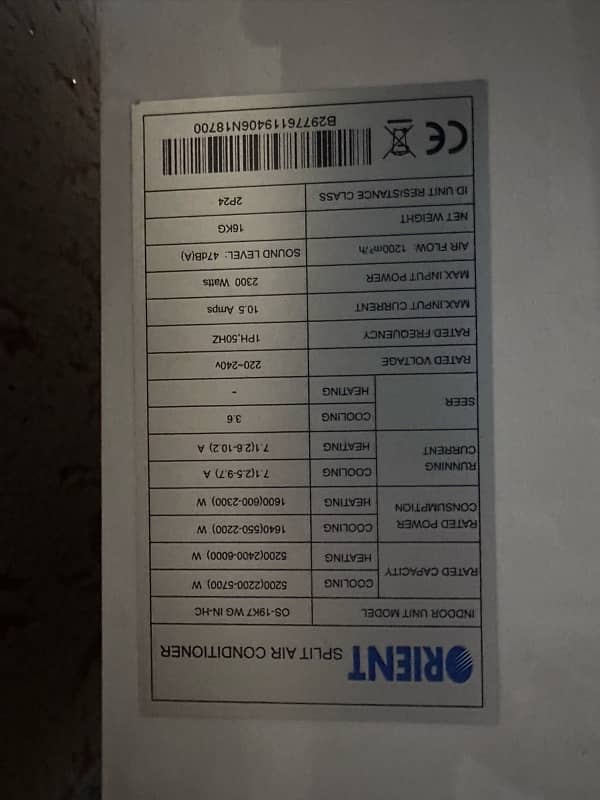 ORIENT SPLIT AIR CONDITIONER
INDOOR UNIT MODEL OS-19K7 WG IN-HC
RATED CAPACITY COOLING 5200(2200-5700) W
HEATING 5200(2400-6000) W
RATED POWER CONSUMPTION COOLING 1640(550-2200) W
HEATING 1600(600-2300) W
RUNNING CURRENT COOLING 7.1(2.5-9.7) A
HEATING 7.1(2.6-10.2) A
SEER COOLING 3.6
HEATING -
RATED VOLTAGE 220~240v
RATED FREQUENCY 1PH,50HZ
MAX.INPUT CURRENT 10.5 Amps
MAX.INPUT POWER 2300 Watts
AIR FLOW: 1200m³/h SOUND LEVEL: 47dB(A)
NET WEIGHT 16KG
ID UNIT RESISTANCE CLASS 2P24
CE
B29776119406N18700